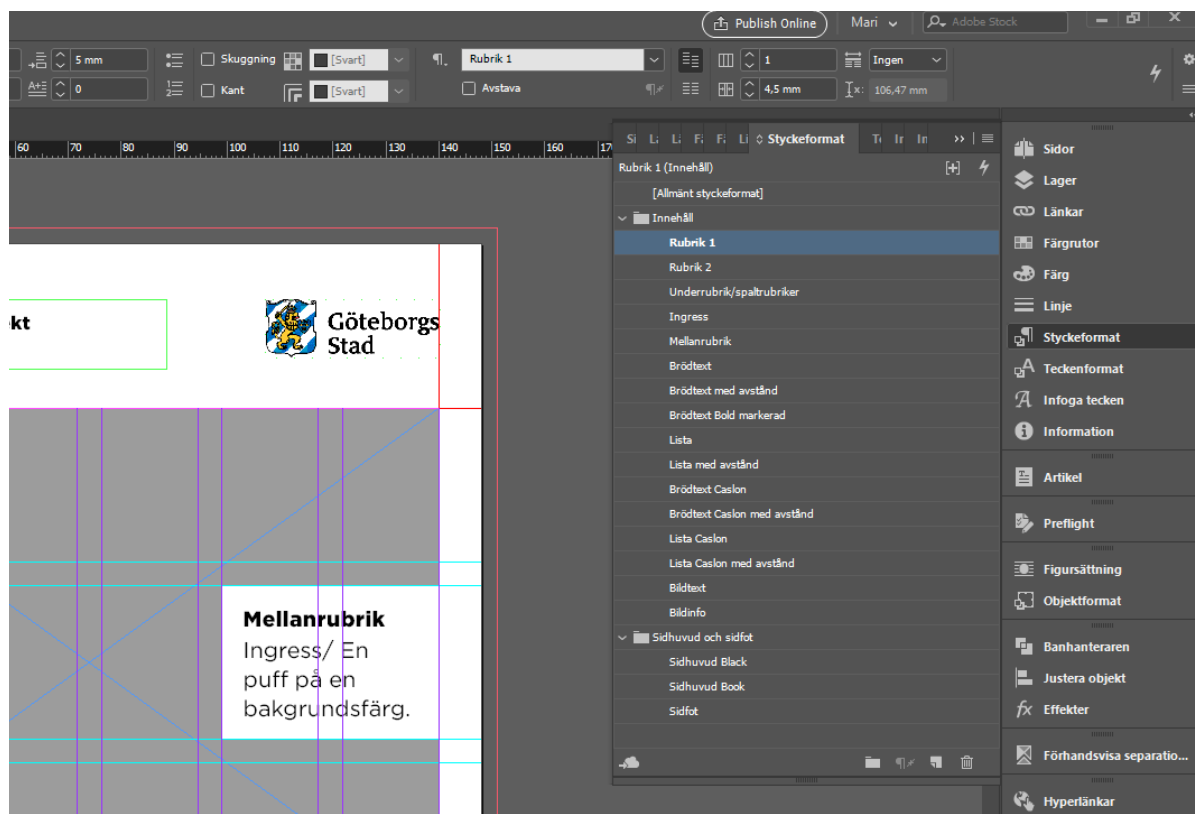 Publish Online
Mari
Adobe Stock
5 mm
Skuggning
[Svart]
Rubrik 1
1
Ingen
0
Kant
[Svart]
Avstava
4,5 mm
106,47 mm
60 70 80 90 100 110 120 130 140 150 160 17
Styckeformat
Rubrik 1 (Innehåll)
[Allmänt styckeformat]
Innehåll
Rubrik 1
Rubrik 2
Underrubrik/spaltrubriker
Ingress
Mellanrubrik
Brödtext
Brödtext med avstånd
Brödtext Bold markerad
Lista
Lista med avstånd
Brödtext Caslon
Brödtext Caslon med avstånd
Lista Caslon
Lista Caslon med avstånd
Bildtext
Bildinfo
Sidhuvud och sidfot
Sidhuvud Black
Sidhuvud Book
Sidfot
Sidor
Lager
Länkar
Färgrutor
Färg
Linje
Styckeformat
Teckenformat
Infoga tecken
Information
Artikel
Preflight
Figursättning
Objektformat
Banhanteraren
Justera objekt
Effekter
Förhandsvisa separatio...
Hyperlänkar
kt
Göteborgs
Stad
Mellanrubrik
Ingress/ En
puff på en
bakgrundsfärg.